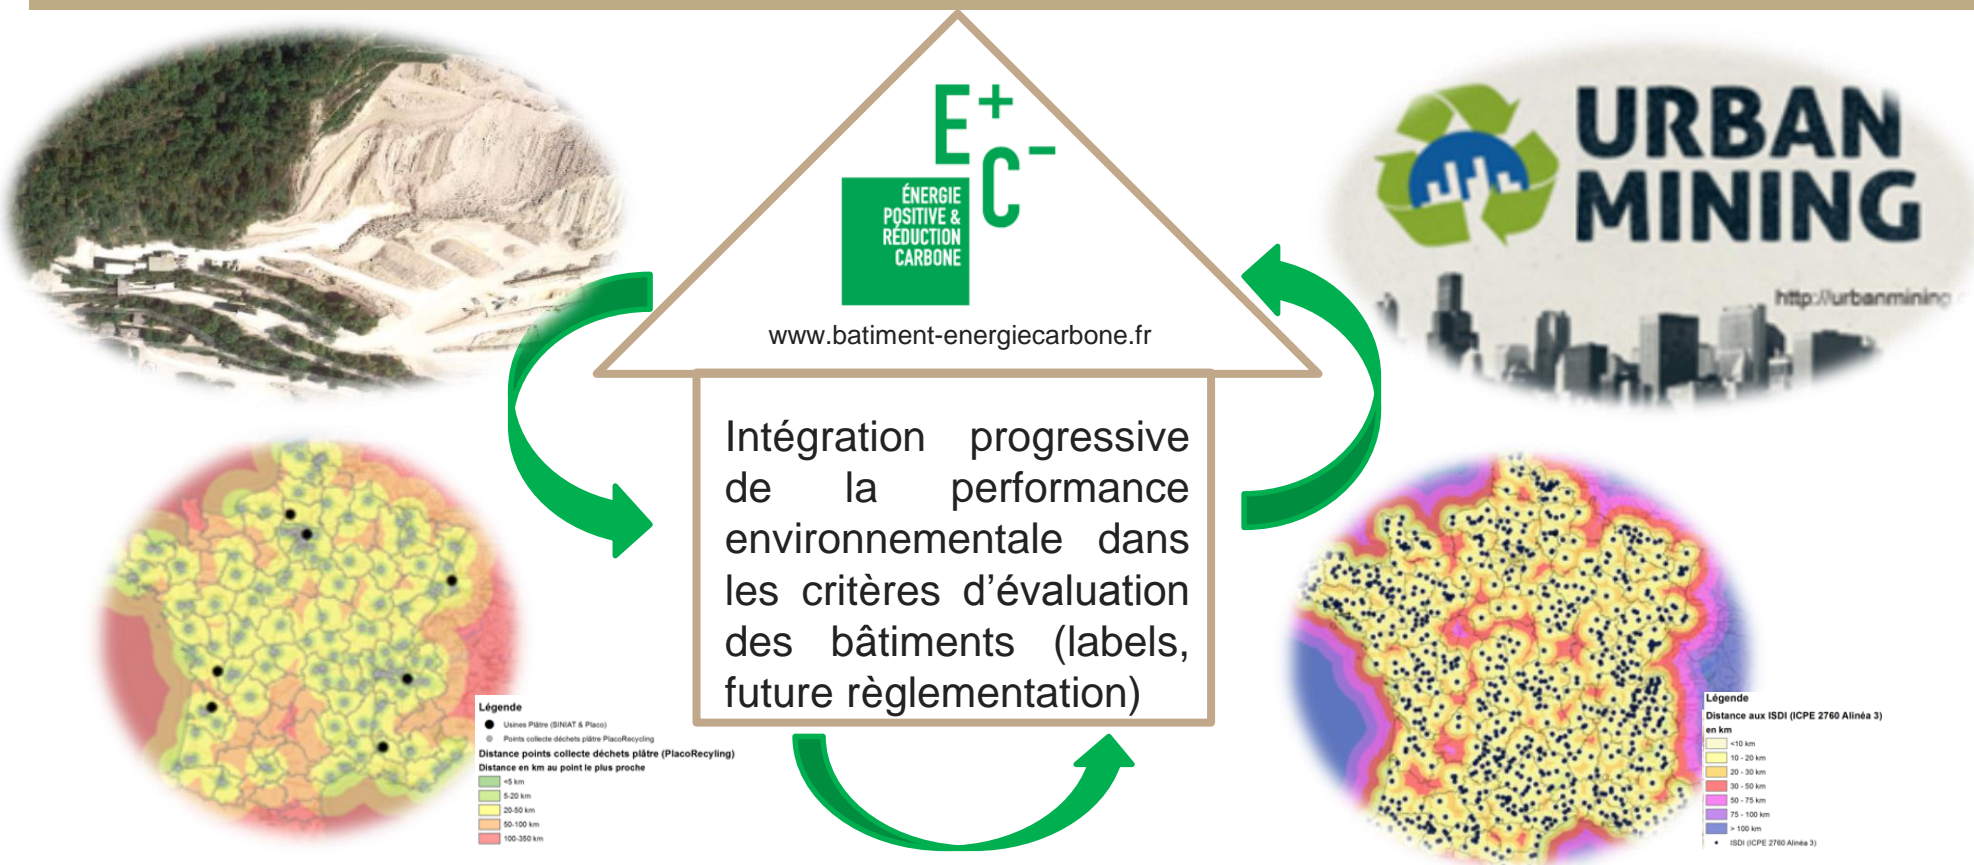 E+
C-
ÉNERGIE
POSITIVE &
RÉDUCTION
CARBONE
www.batiment-energiecarbone.fr
URBAN
MINING
http://urbanmining
Intégration progressive
de la performance
environnementale dans
les critères d'évaluation
des bâtiments (labels,
future règlementation)
Légende
Usines Plâtre (SINIAT & Placo)
Points collecte déchets plâtre PlacoRecycling
Distance points collecte déchets plâtre (PlacoRecyling)
Distance en km au point le plus proche
<5 km
5-20 km
20-50 km
50-100 km
100-350 km
Légende
Distance aux ISDI (ICPE 2760 Alinéa 3)
en km
<10 km
10 - 20 km
20 - 30 km
30 - 50 km
50 - 75 km
75 - 100 km
> 100 km
ISDI (ICPE 2760 Alinéa 3)